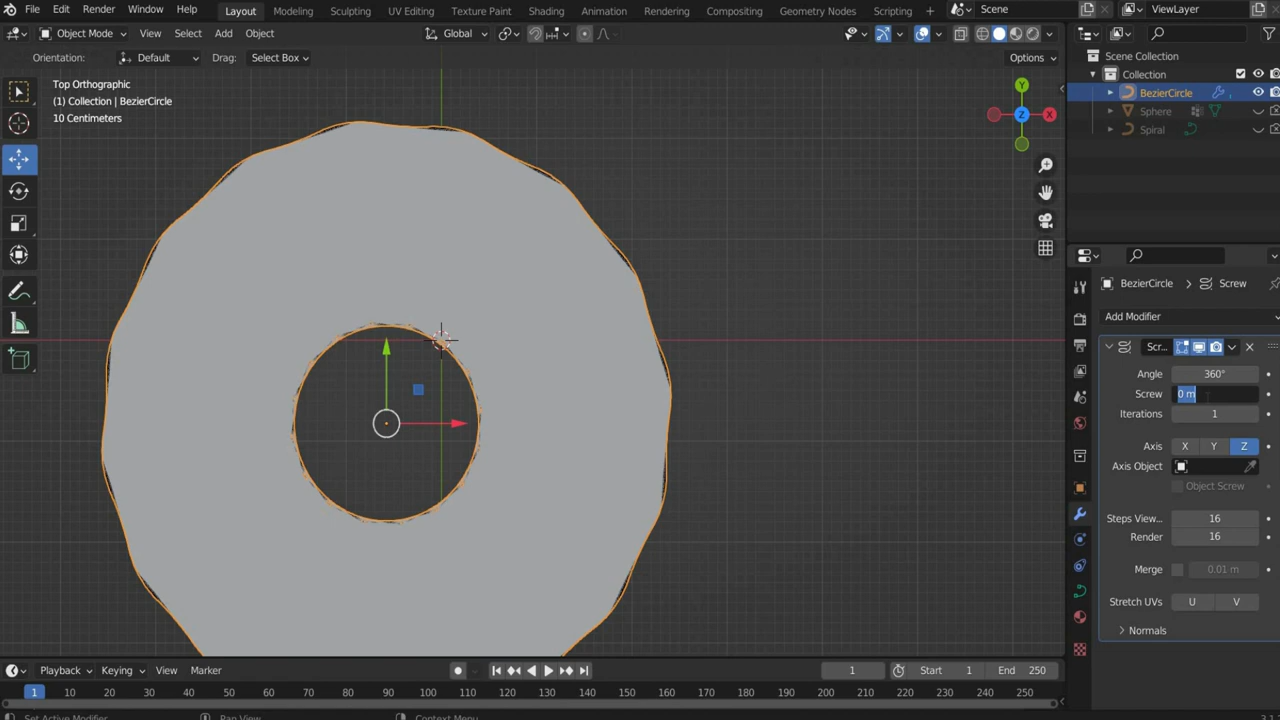 File Edit Render Window Help Layout Modeling Sculpting UV Editing Texture Paint Shading Animation Rendering Compositing Geometry Nodes Scripting + Scene ViewLayer
Object Mode View Select Add Object Global Options
Orientation: Default Drag: Select Box
Top Orthographic
(1) Collection | BezierCircle
10 Centimeters
Y
Z
X
Scene Collection
Collection
BezierCircle
Sphere
Spiral
BezierCircle > Screw
Add Modifier
Scr...
Angle 360°
Screw 0 m
Iterations 1
Axis X Y Z
Axis Object
Object Screw
Steps View... 16
Render 16
Merge 0.01 m
Stretch UVs U V
Normals
Playback Keying View Marker 1 Start 1 End 250
1 10 20 30 40 50 60 70 80 90 100 110 120 130 140 150 160 170 180 190 200 210 220 230 240 250
Set Active Modifier Pan View Context Menu